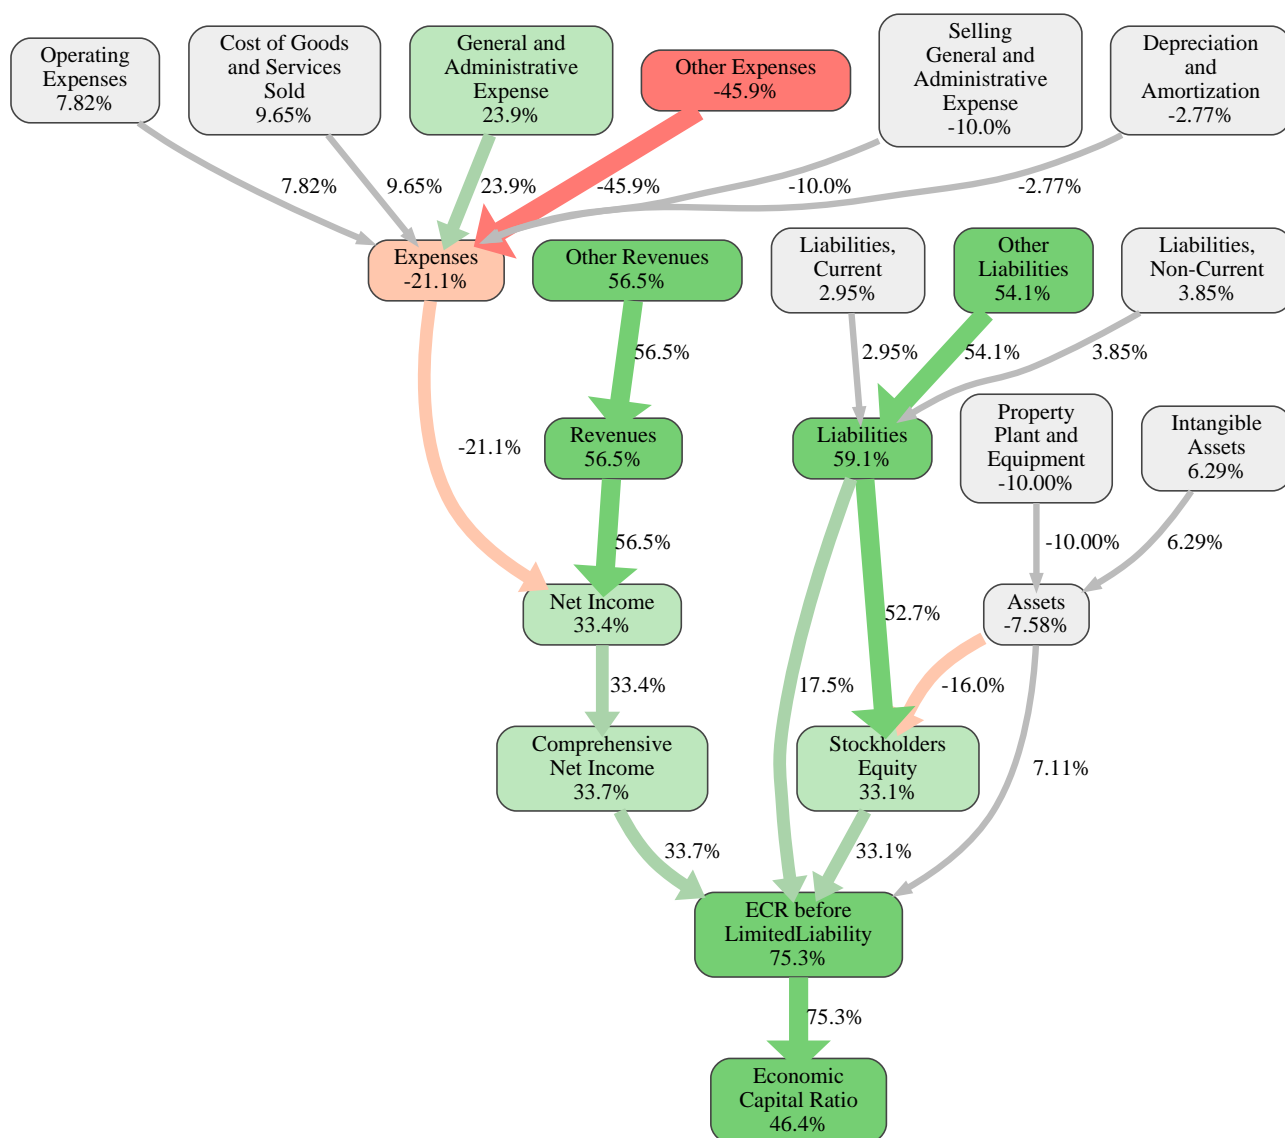 Operating
Expenses
7.82%
Cost of Goods
and Services
Sold
9.65%
General and
Administrative
Expense
23.9%
Other Expenses
-45.9%
Selling
General and
Administrative
Expense
-10.0%
Depreciation
and
Amortization
-2.77%
7.82%
9.65%
23.9%
-45.9%
-10.0%
-2.77%
Expenses
-21.1%
Other Revenues
56.5%
Liabilities,
Current
2.95%
Other
Liabilities
54.1%
Liabilities,
Non-Current
3.85%
56.5%
2.95%
54.1%
3.85%
-21.1%
Revenues
56.5%
Liabilities
59.1%
Property
Plant and
Equipment
-10.00%
Intangible
Assets
6.29%
56.5%
52.7%
-10.00%
6.29%
Net Income
33.4%
Assets
-7.58%
33.4%
17.5%
-16.0%
Comprehensive
Net Income
33.7%
Stockholders
Equity
33.1%
7.11%
33.7%
33.1%
ECR before
LimitedLiability
75.3%
75.3%
Economic
Capital Ratio
46.4%